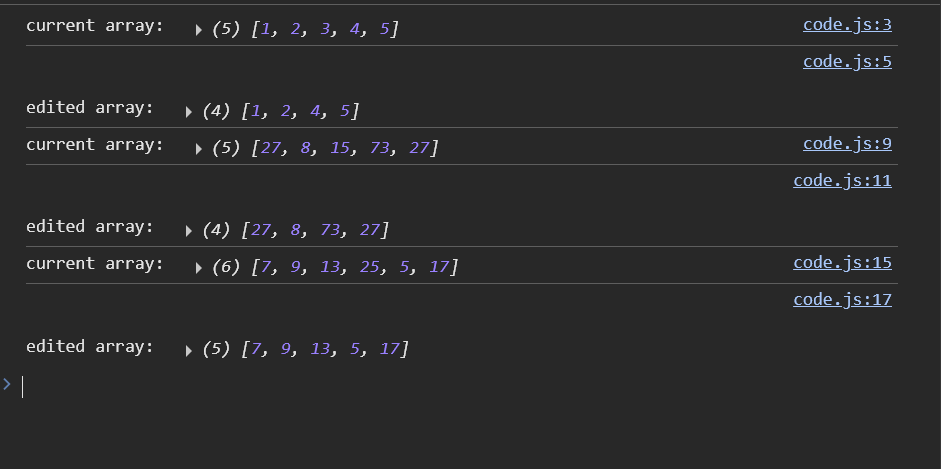 current array: ▸ (5) [1, 2, 3, 4, 5] code.js:3
code.js:5
edited array: ▸ (4) [1, 2, 4, 5]
current array: ▸ (5) [27, 8, 15, 73, 27] code.js:9
code.js:11
edited array: ▸ (4) [27, 8, 73, 27]
current array: ▸ (6) [7, 9, 13, 25, 5, 17] code.js:15
code.js:17
edited array: ▸ (5) [7, 9, 13, 5, 17]
>